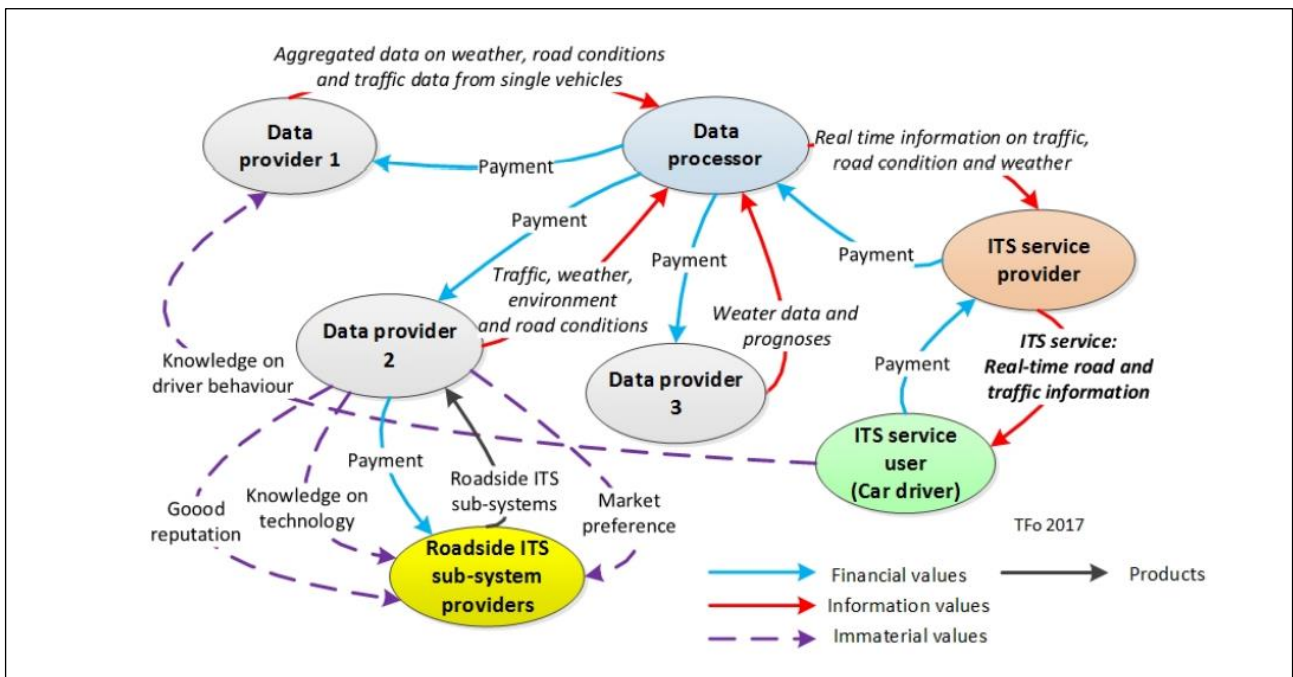 Aggregated data on weather, road conditions
and traffic data from single vehicles
Data
provider 1
Data
processor
Real time information on traffic,
road condition and weather
Payment
Payment
Payment
Payment
ITS service
provider
Traffic, weather,
environment
and road conditions
Weater data and
prognoses
Data provider
2
Data provider
3
ITS service:
Real-time road and
traffic information
Payment
Knowledge on
driver behaviour
ITS service
user
(Car driver)
Payment
Roadside ITS
sub-systems
Goood
reputation
Knowledge on
technology
Market
preference
Roadside ITS
sub-system
providers
TFo 2017
Financial values
Products
Information values
Immaterial values